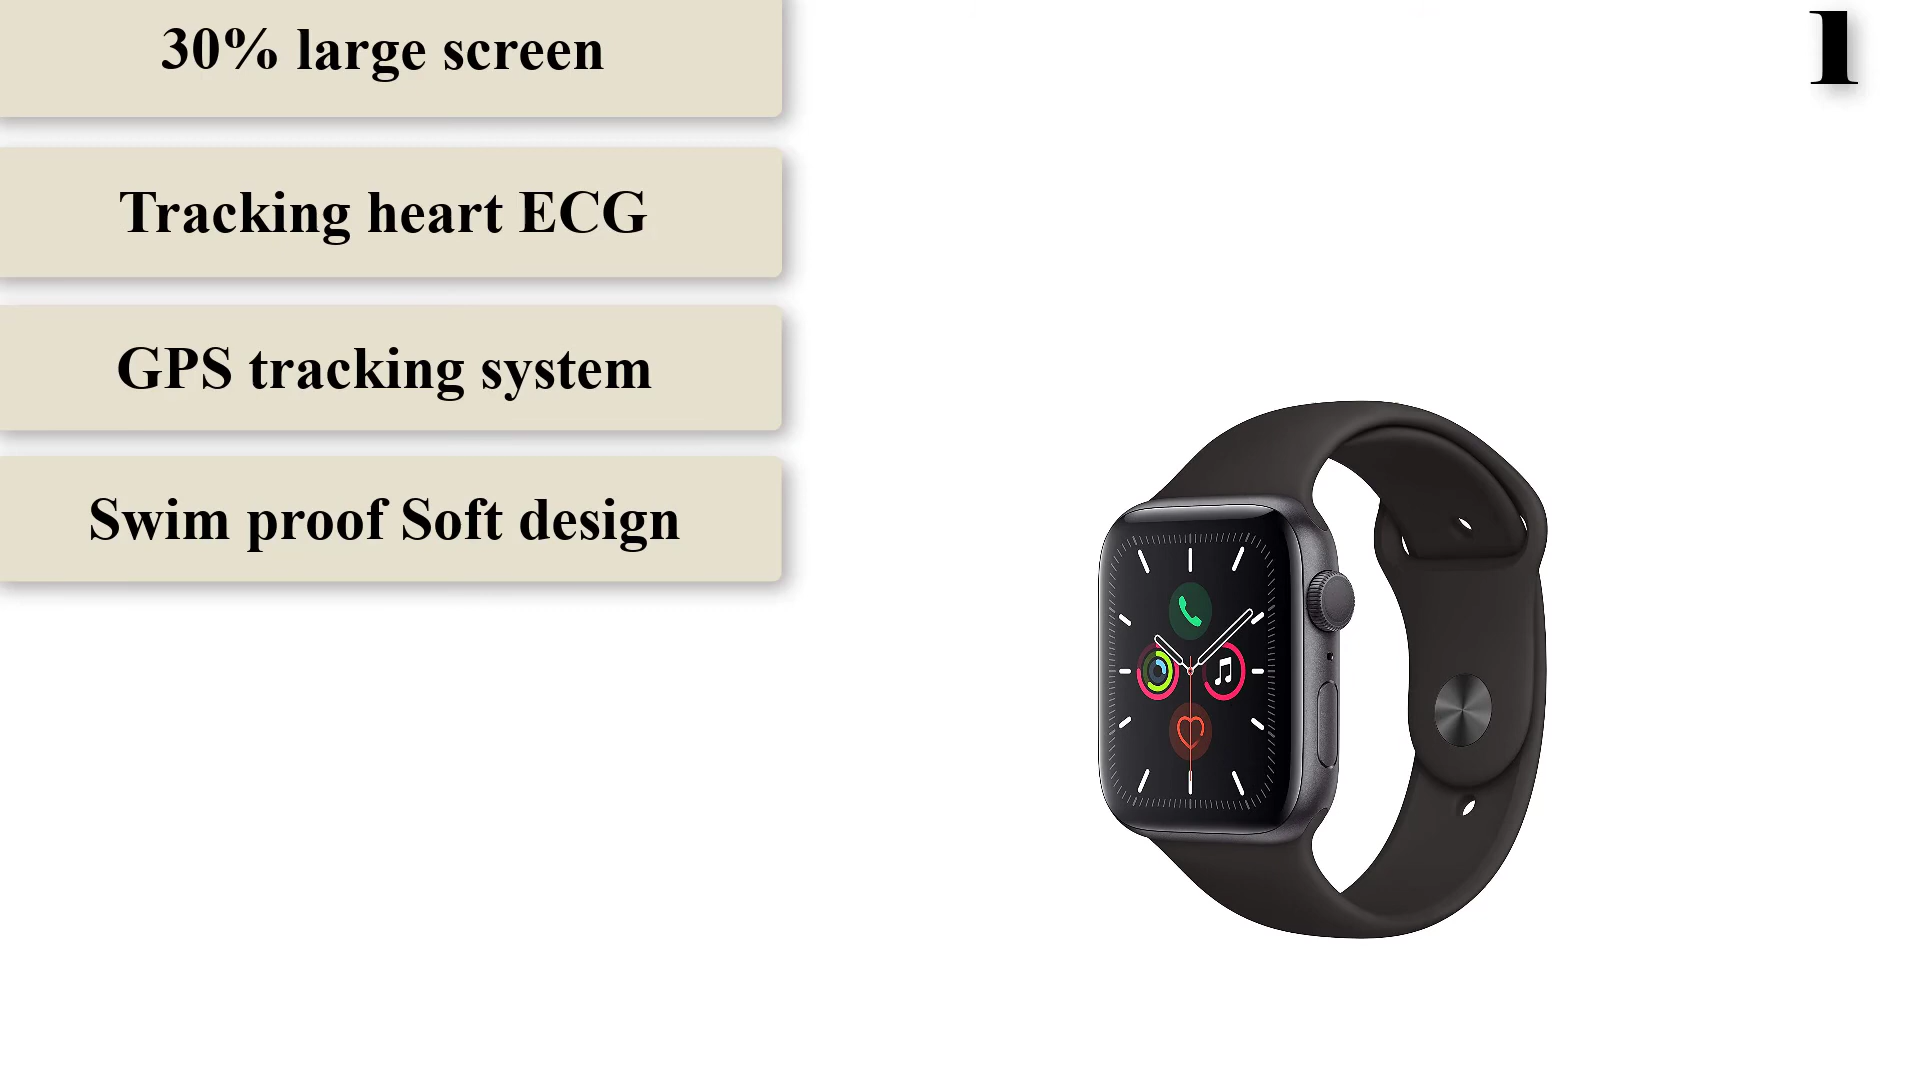 30% large screen
1
Tracking heart ECG
GPS tracking system
Swim proof Soft design